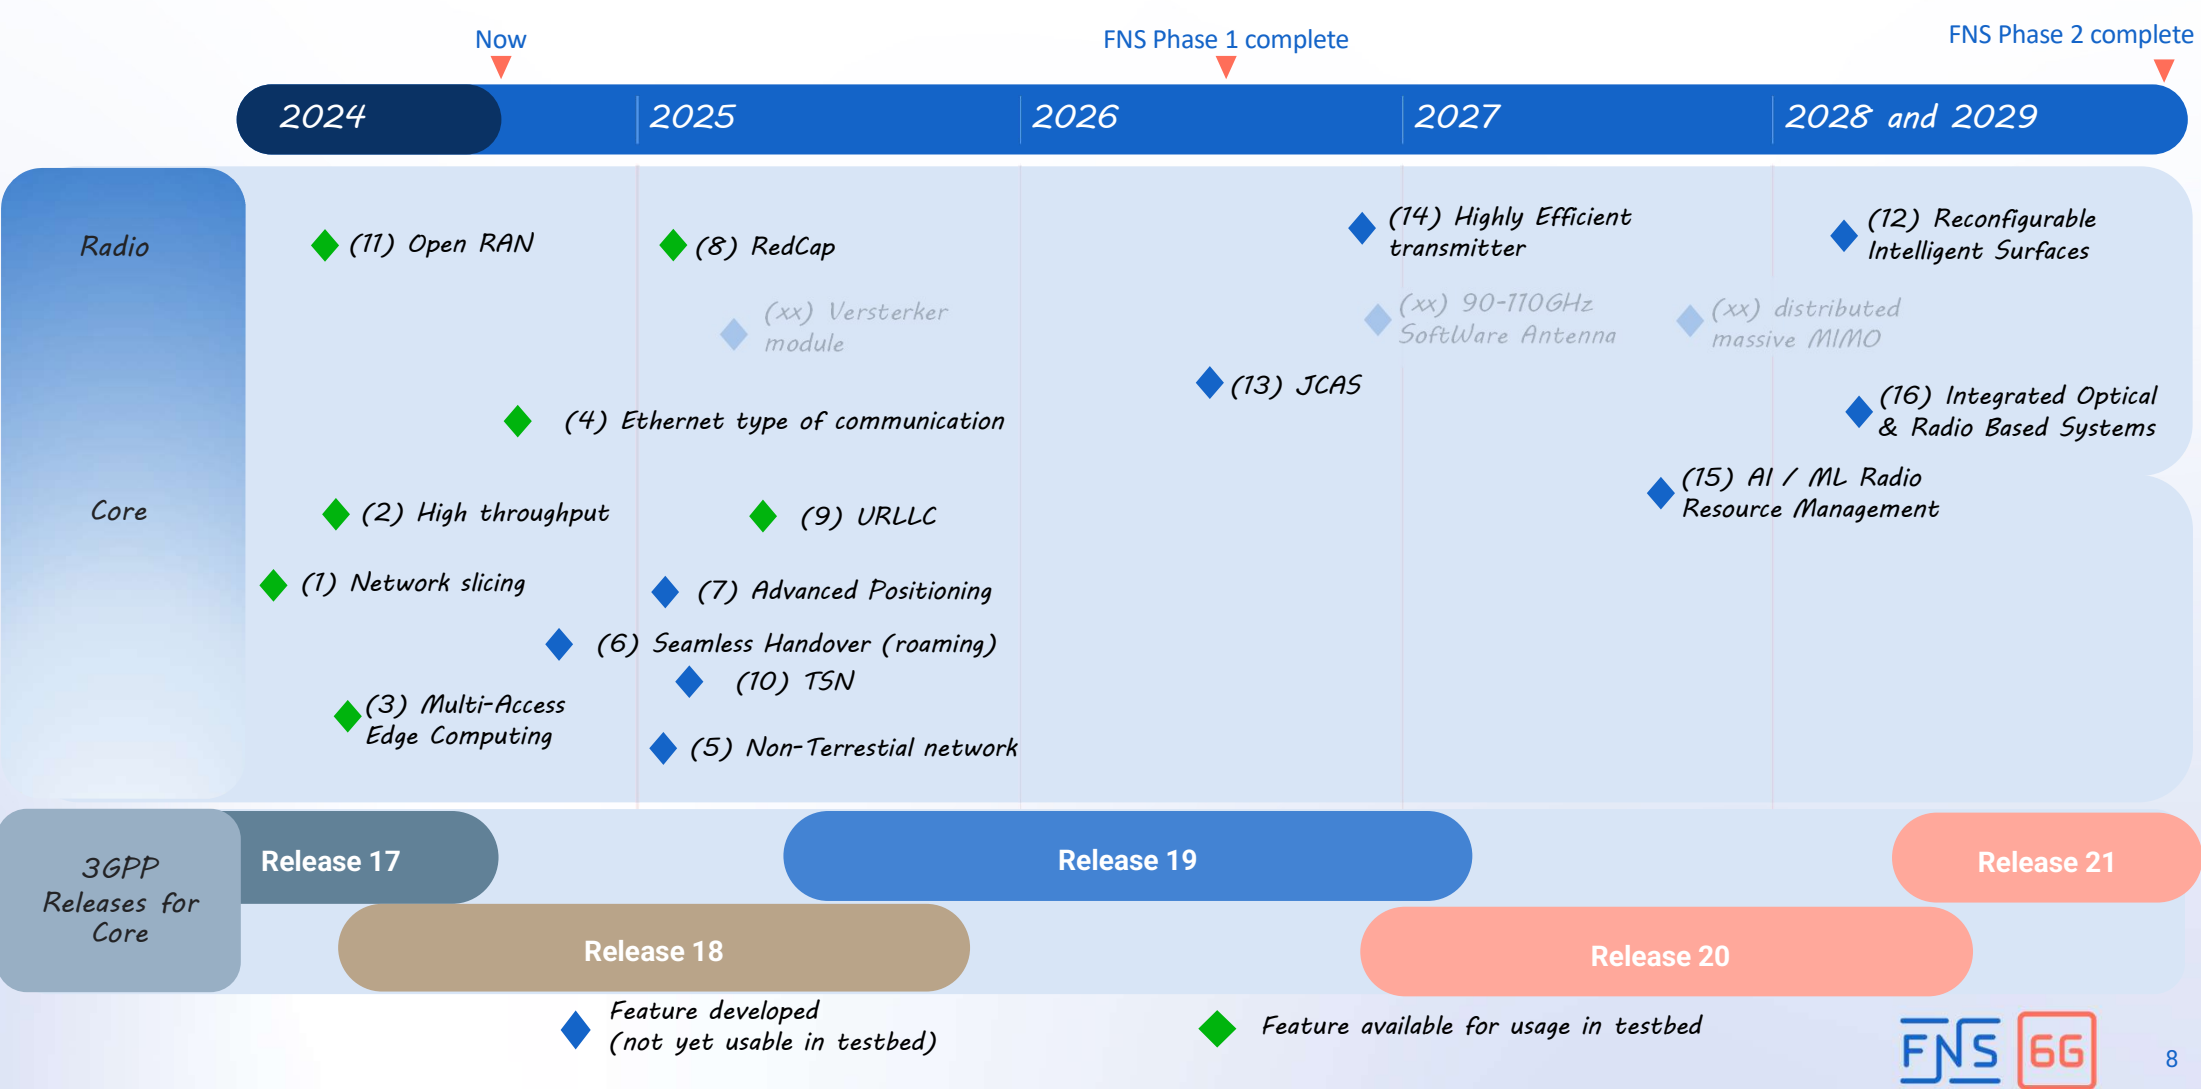 Now
FNS Phase 1 complete
FNS Phase 2 complete
2024
2025
2026
2027
2028 and 2029
Radio
(11) Open RAN
(8) RedCap
(14) Highly Efficient
transmitter
(12) Reconfigurable
Intelligent Surfaces
(xx) Versterker
module
(xx) 90-110GHz
SoftWare Antenna
(xx) distributed
massive MIMO
(13) JCAS
(4) Ethernet type of communication
(16) Integrated Optical
& Radio Based Systems
Core
(2) High throughput
(9) URLLC
(15) AI / ML Radio
Resource Management
(1) Network slicing
(7) Advanced Positioning
(6) Seamless Handover (roaming)
(10) TSN
(3) Multi-Access
Edge Computing
(5) Non-Terrestial network
3GPP
Releases for
Core
Release 17
Release 19
Release 21
Release 18
Release 20
Feature developed
(not yet usable in testbed)
Feature available for usage in testbed
FNS 6G
8